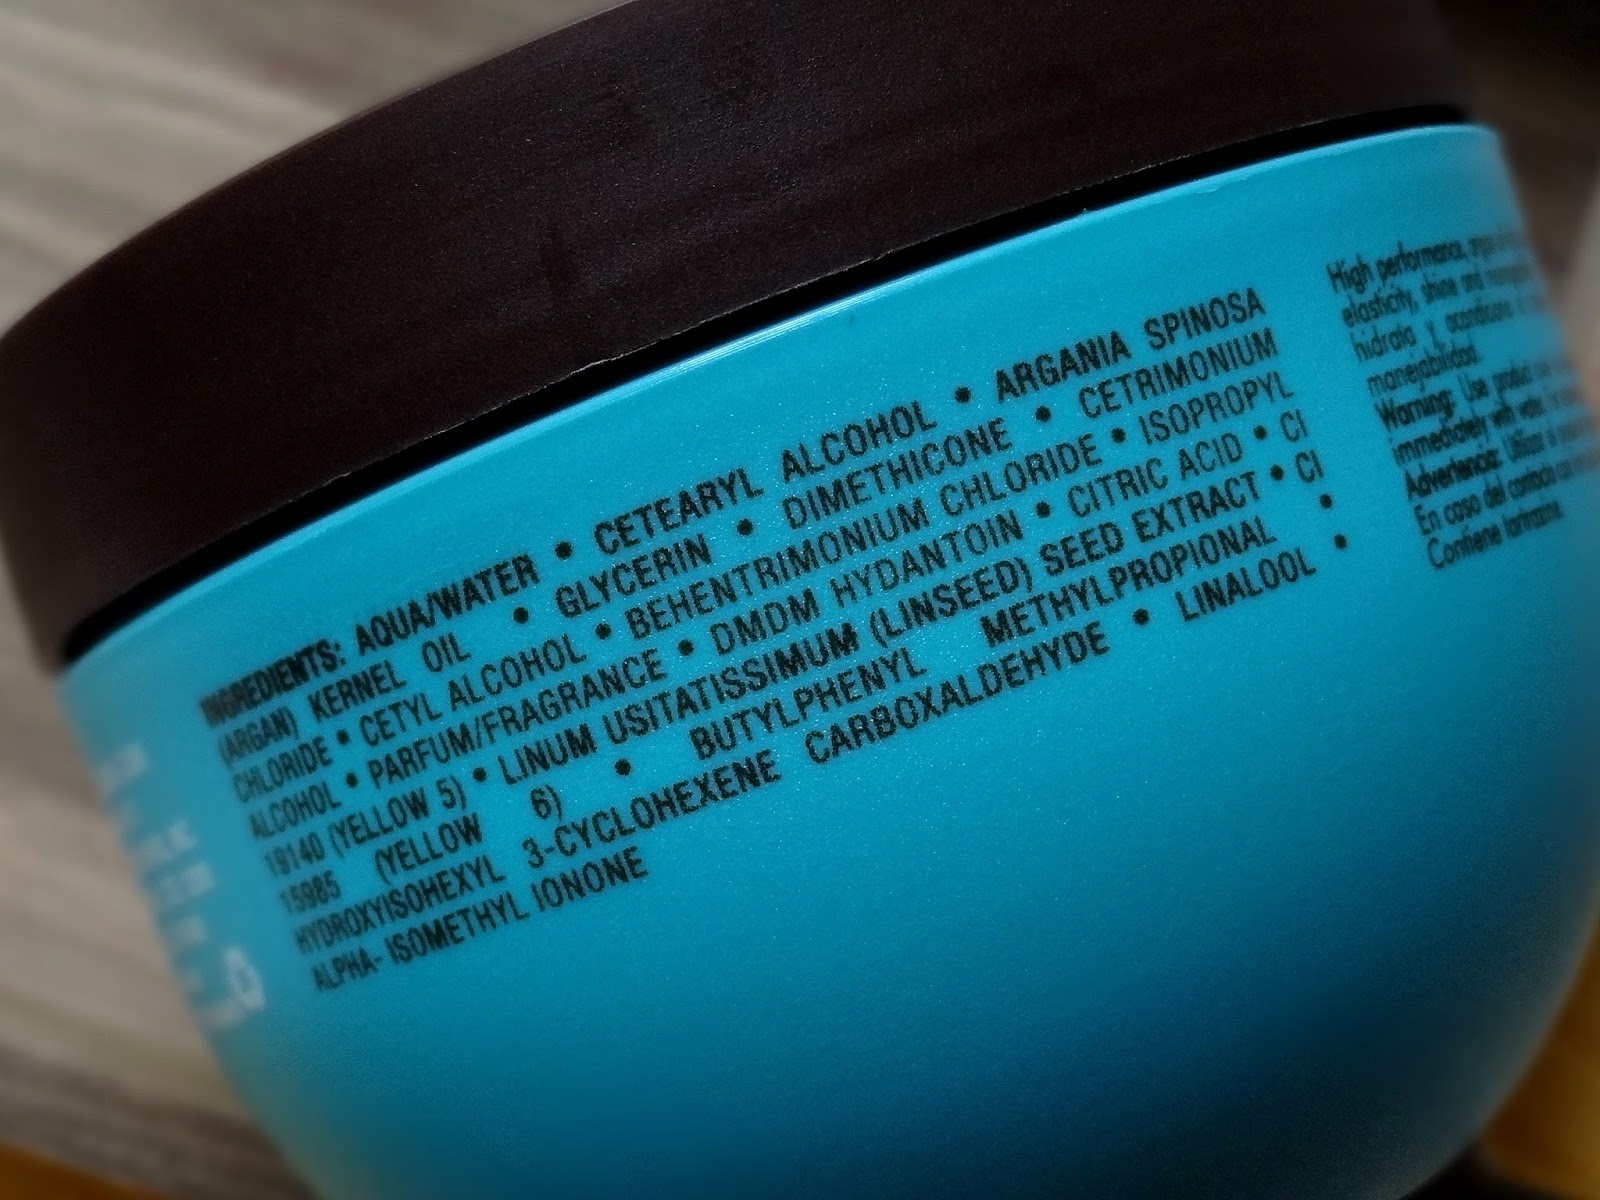 INGREDIENTS: AQUA/WATER • CETEARYL ALCOHOL • ARGANIA SPINOSA
(ARGAN) KERNEL OIL • GLYCERIN • DIMETHICONE • CETRIMONIUM
CHLORIDE • CETYL ALCOHOL • BEHENTRIMONIUM CHLORIDE • ISOPROPYL
ALCOHOL • PARFUM/FRAGRANCE • DMDM HYDANTOIN • CITRIC ACID • CI
19140 (YELLOW 5) • LINUM USITATISSIMUM (LINSEED) SEED EXTRACT • CI
15985 (YELLOW 6) • BUTYLPHENYL METHYLPROPIONAL •
HYDROXYISOHEXYL 3-CYCLOHEXENE CARBOXALDEHYDE • LINALOOL •
ALPHA- ISOMETHYL IONONE
High performance,
elasticity, shine and
hidrata y
manejabilidad.
Warning: Use product
immediately with
Advertencia:
En caso del contacto
Contiene tartrazine